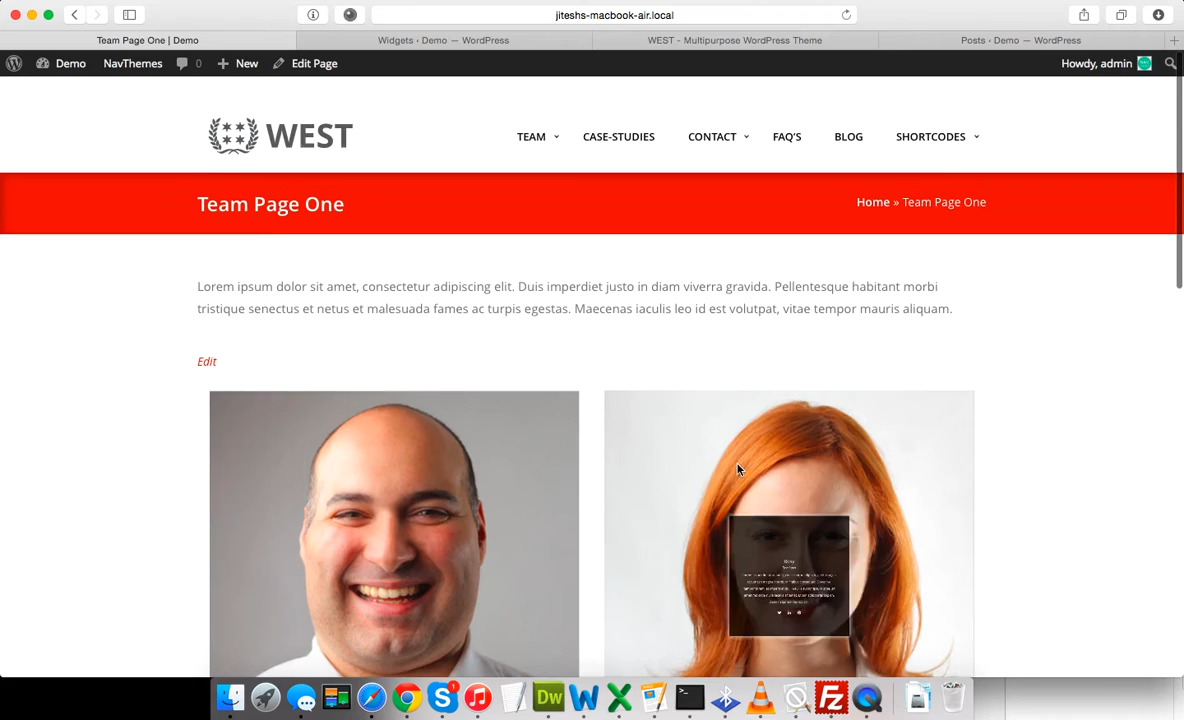 jiteshs-macbook-air.local
Team Page One | Demo
Widgets ‹ Demo — WordPress
WEST - Multipurpose WordPress Theme
Posts ‹ Demo — WordPress
Demo
NavThemes
0
New
Edit Page
Howdy, admin
WEST
TEAM
CASE-STUDIES
CONTACT
FAQ'S
BLOG
SHORTCODES
Team Page One
Home » Team Page One
Lorem ipsum dolor sit amet, consectetur adipiscing elit. Duis imperdiet justo in diam viverra gravida. Pellentesque habitant morbi
tristique senectus et netus et malesuada fames ac turpis egestas. Maecenas iaculis leo id est volutpat, vitae tempor mauris aliquam.
Edit
1
Dw